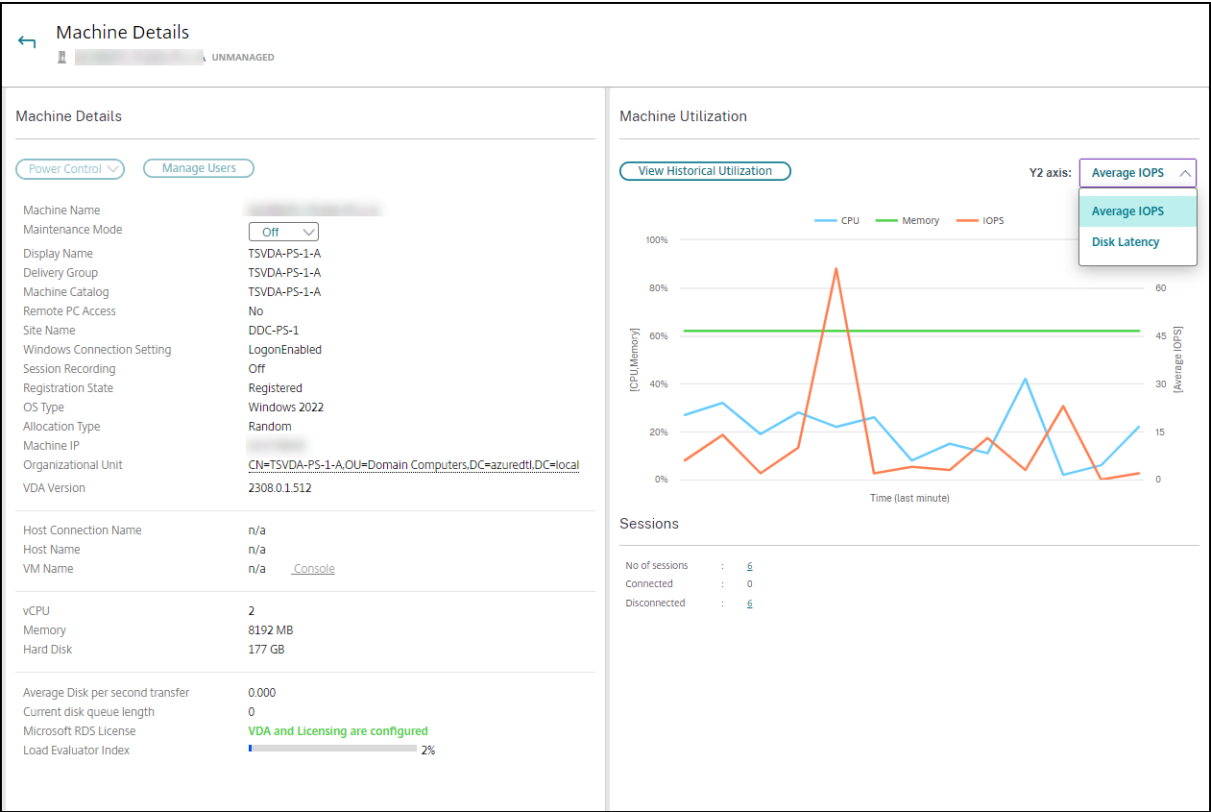 Machine Details
UNMANAGED
Machine Details
Power Control
Manage Users
Machine Name
Maintenance Mode Off
Display Name TSVDA-PS-1-A
Delivery Group TSVDA-PS-1-A
Machine Catalog TSVDA-PS-1-A
Remote PC Access No
Site Name DDC-PS-1
Windows Connection Setting LogonEnabled
Session Recording Off
Registration State Registered
OS Type Windows 2022
Allocation Type Random
Machine IP
Organizational Unit CN=TSVDA-PS-1-A,OU=Domain Computers,DC=azuredtl,DC=local
VDA Version 2308.0.1.512
Host Connection Name n/a
Host Name n/a
VM Name n/a Console
vCPU 2
Memory 8192 MB
Hard Disk 177 GB
Average Disk per second transfer 0.000
Current disk queue length 0
Microsoft RDS License VDA and Licensing are configured
Load Evaluator Index 2%
Machine Utilization
View Historical Utilization
Y2 axis: Average IOPS
Average IOPS
Disk Latency
CPU Memory IOPS
100%
80% 60
60% 45
40% 30
20% 15
0% 0
[CPU,Memory]
[Average IOPS]
Time (last minute)
Sessions
No of sessions : 6
Connected : 0
Disconnected : 6